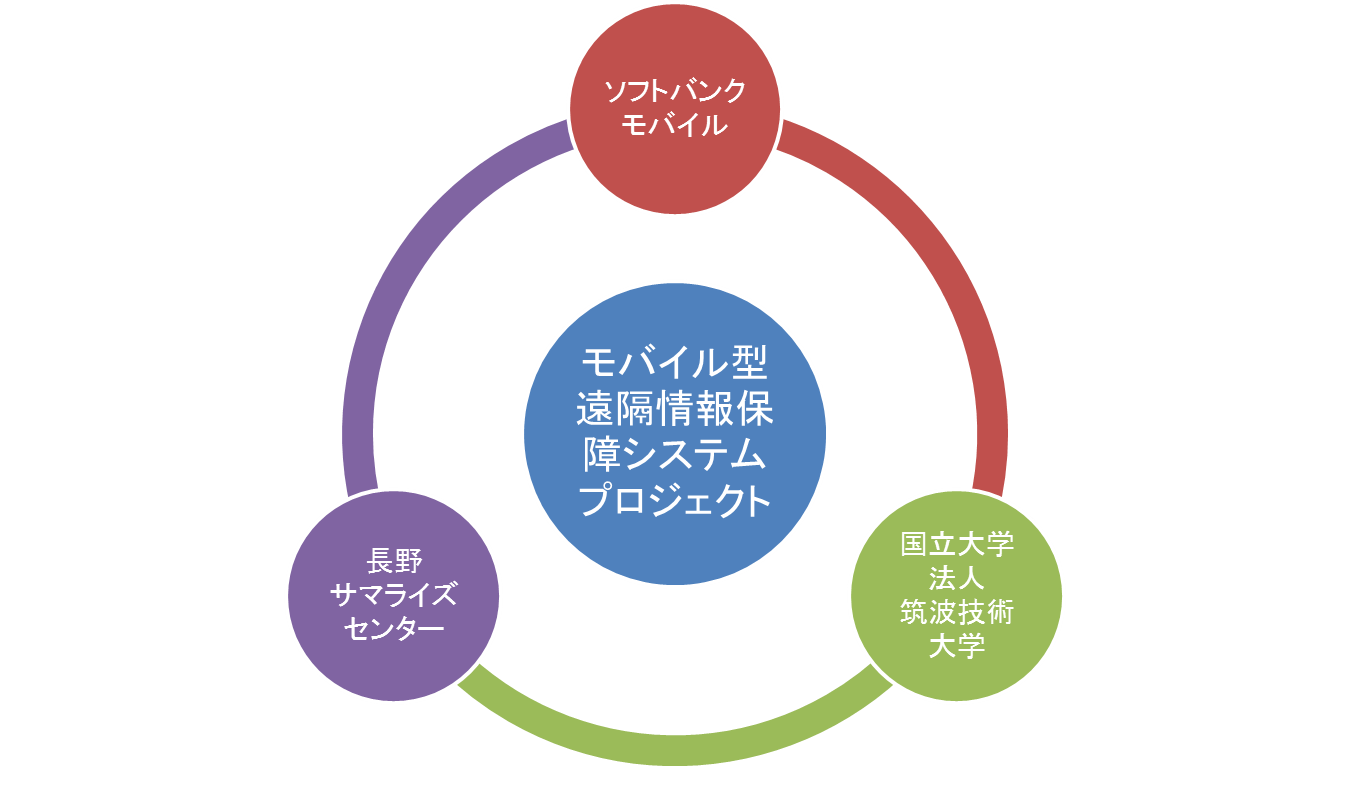 ソフトバンク
モバイル
モバイル型
遠隔情報保
障システム
プロジェクト
長野
サマライズ
センター
国立大学
法人
筑波技術
大学